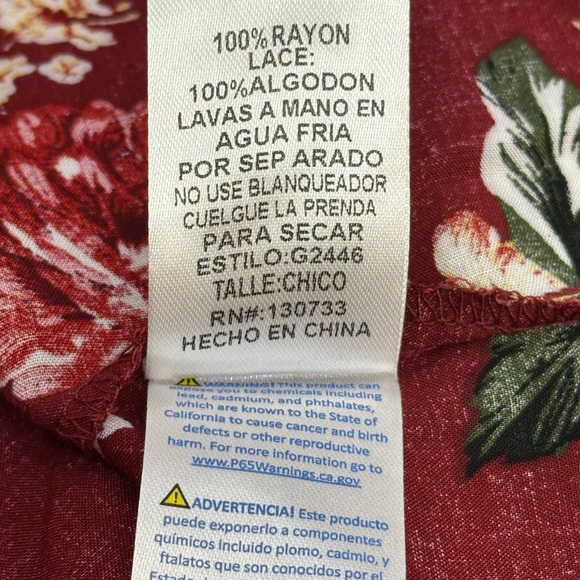 100% RAYON
LACE:
100%ALGODON
LAVAS A MANO EN
AGUA FRIA
POR SEP ARADO
NO USE BLANQUEADOR
CUELGUE LA PRENDA
PARA SECAR
ESTILO:G2446
TALLE:CHICO
RN#:130733
HECHO EN CHINA
WARNING! This product can
expose you to chemicals including
lead, cadmium, and phthalates,
which are known to the State of
California to cause cancer and birth
defects or other reproductive
harm. For more information go to
www.P65Warnings.ca.gov
ADVERTENCIA! Este producto
puede exponerlo a componentes
químicos incluido plomo, cadmio, y
ftalatos que son conocidos por el